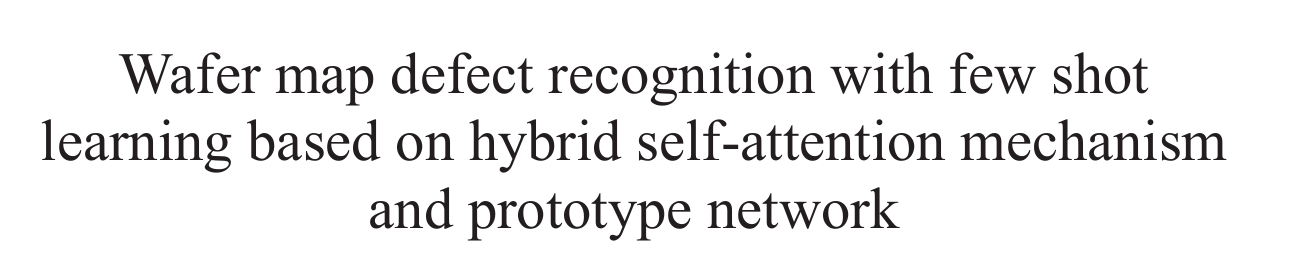 Wafer map defect recognition with few shot
learning based on hybrid self-attention mechanism
and prototype network